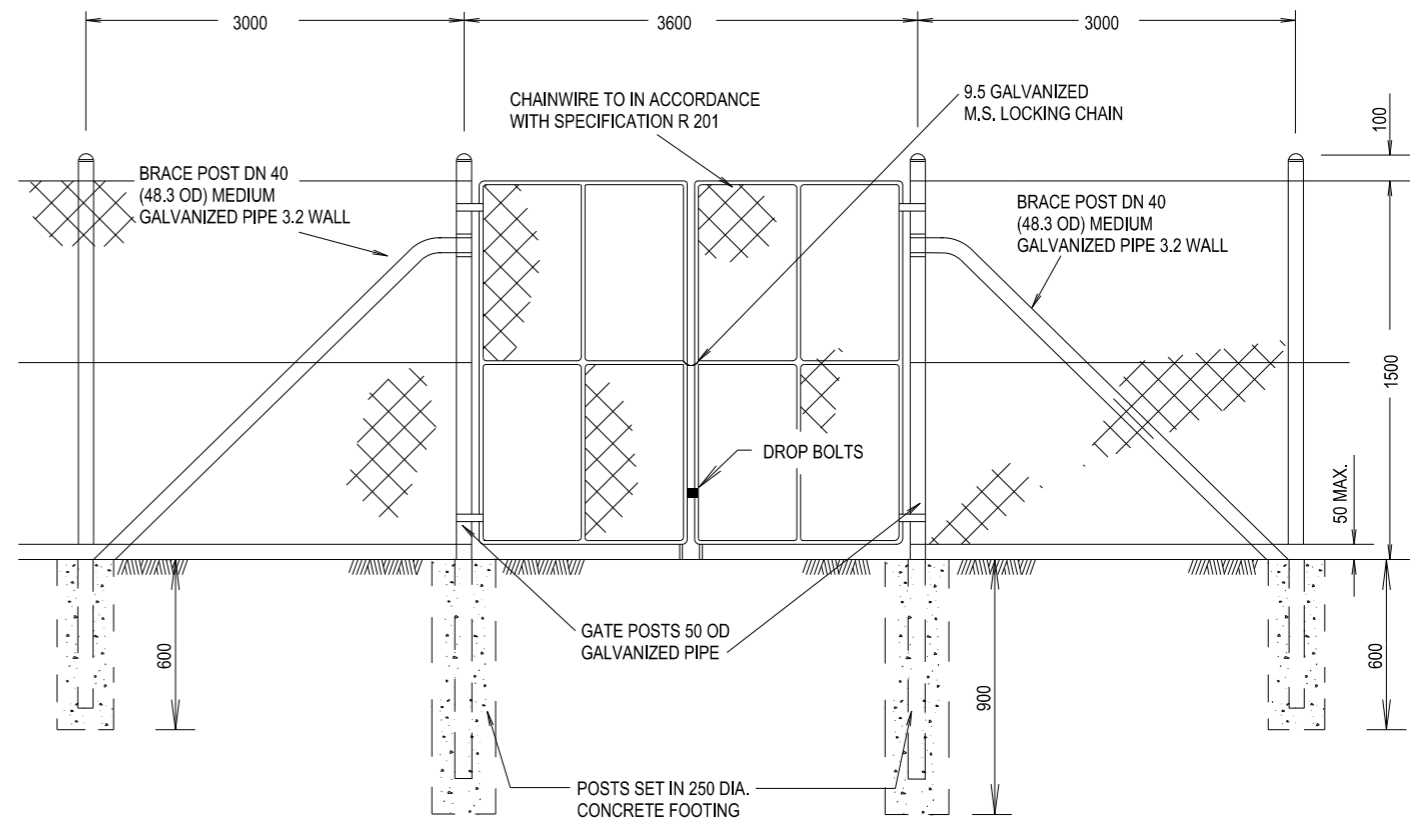 3000
3600
3000
CHAINWIRE TO IN ACCORDANCE
WITH SPECIFICATION R 201
9.5 GALVANIZED
M.S. LOCKING CHAIN
100
BRACE POST DN 40
(48.3 OD) MEDIUM
GALVANIZED PIPE 3.2 WALL
BRACE POST DN 40
(48.3 OD) MEDIUM
GALVANIZED PIPE 3.2 WALL
1500
DROP BOLTS
50 MAX.
GATE POSTS 50 OD
GALVANIZED PIPE
600
900
600
POSTS SET IN 250 DIA.
CONCRETE FOOTING